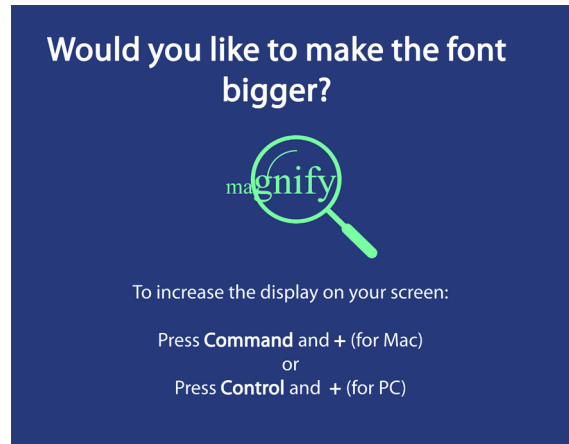 Would you like to make the font
bigger?
magnify
To increase the display on your screen:
Press Command and + (for Mac)
or
Press Control and + (for PC)